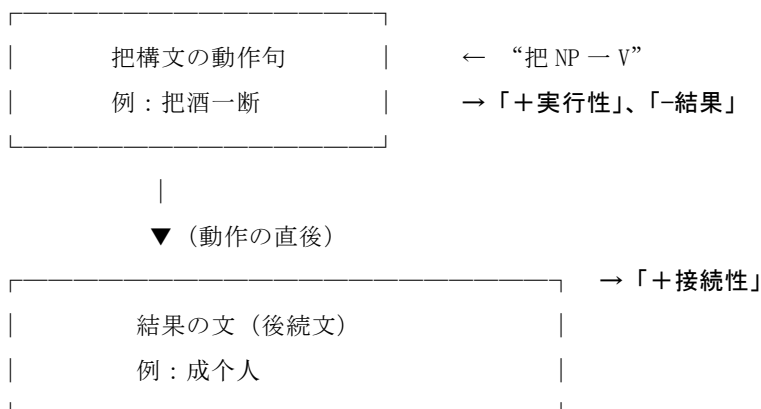 把構文の動作句 ← “把 NP 一 V”
例：把酒一断 →「＋実行性」、「−結果」
▼（動作の直後）
→「＋接続性」
結果の文（後続文）
例：成个人